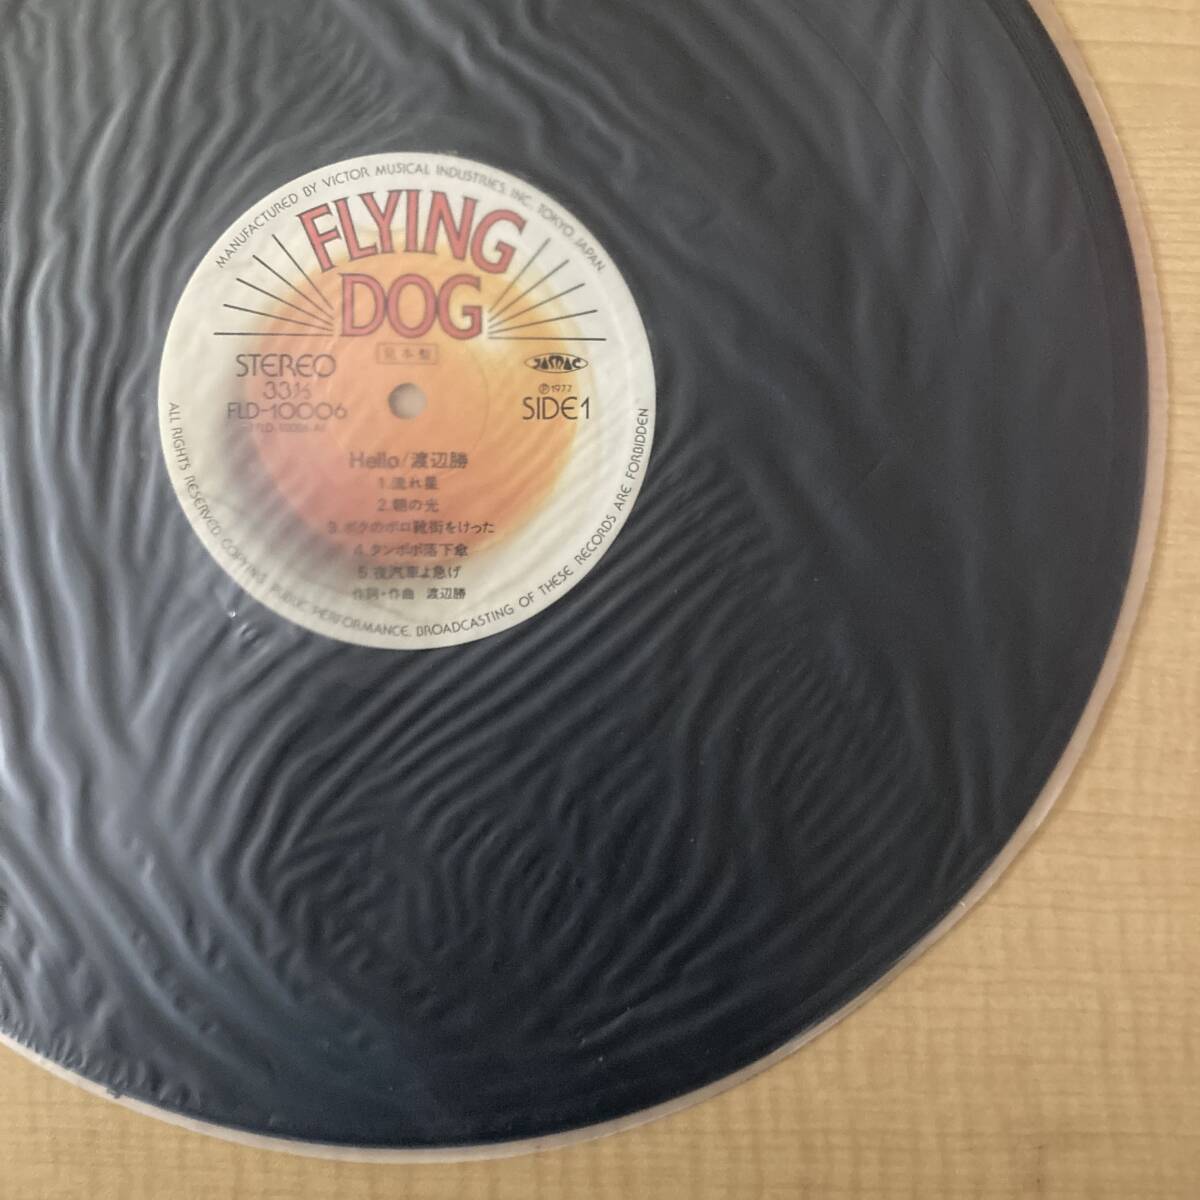 MANUFACTURED BY VICTOR MUSICAL INDUSTRIES, INC. TOKYO, JAPAN
FLYING
DOG
見本盤
STEREO
33⅓
FLD-10006
JASRAC
Ⓟ1977
SIDE1
Hello/渡辺勝
1.流れ星
2.朝の光
3.ボクのボロ靴街をけった
4.タンポポ落下傘
5.夜汽車よ急げ
作詞・作曲 渡辺勝
ALL RIGHTS RESERVED. COPYING, PUBLIC PERFORMANCE, BROADCASTING OF THESE RECORDS ARE FORBIDDEN